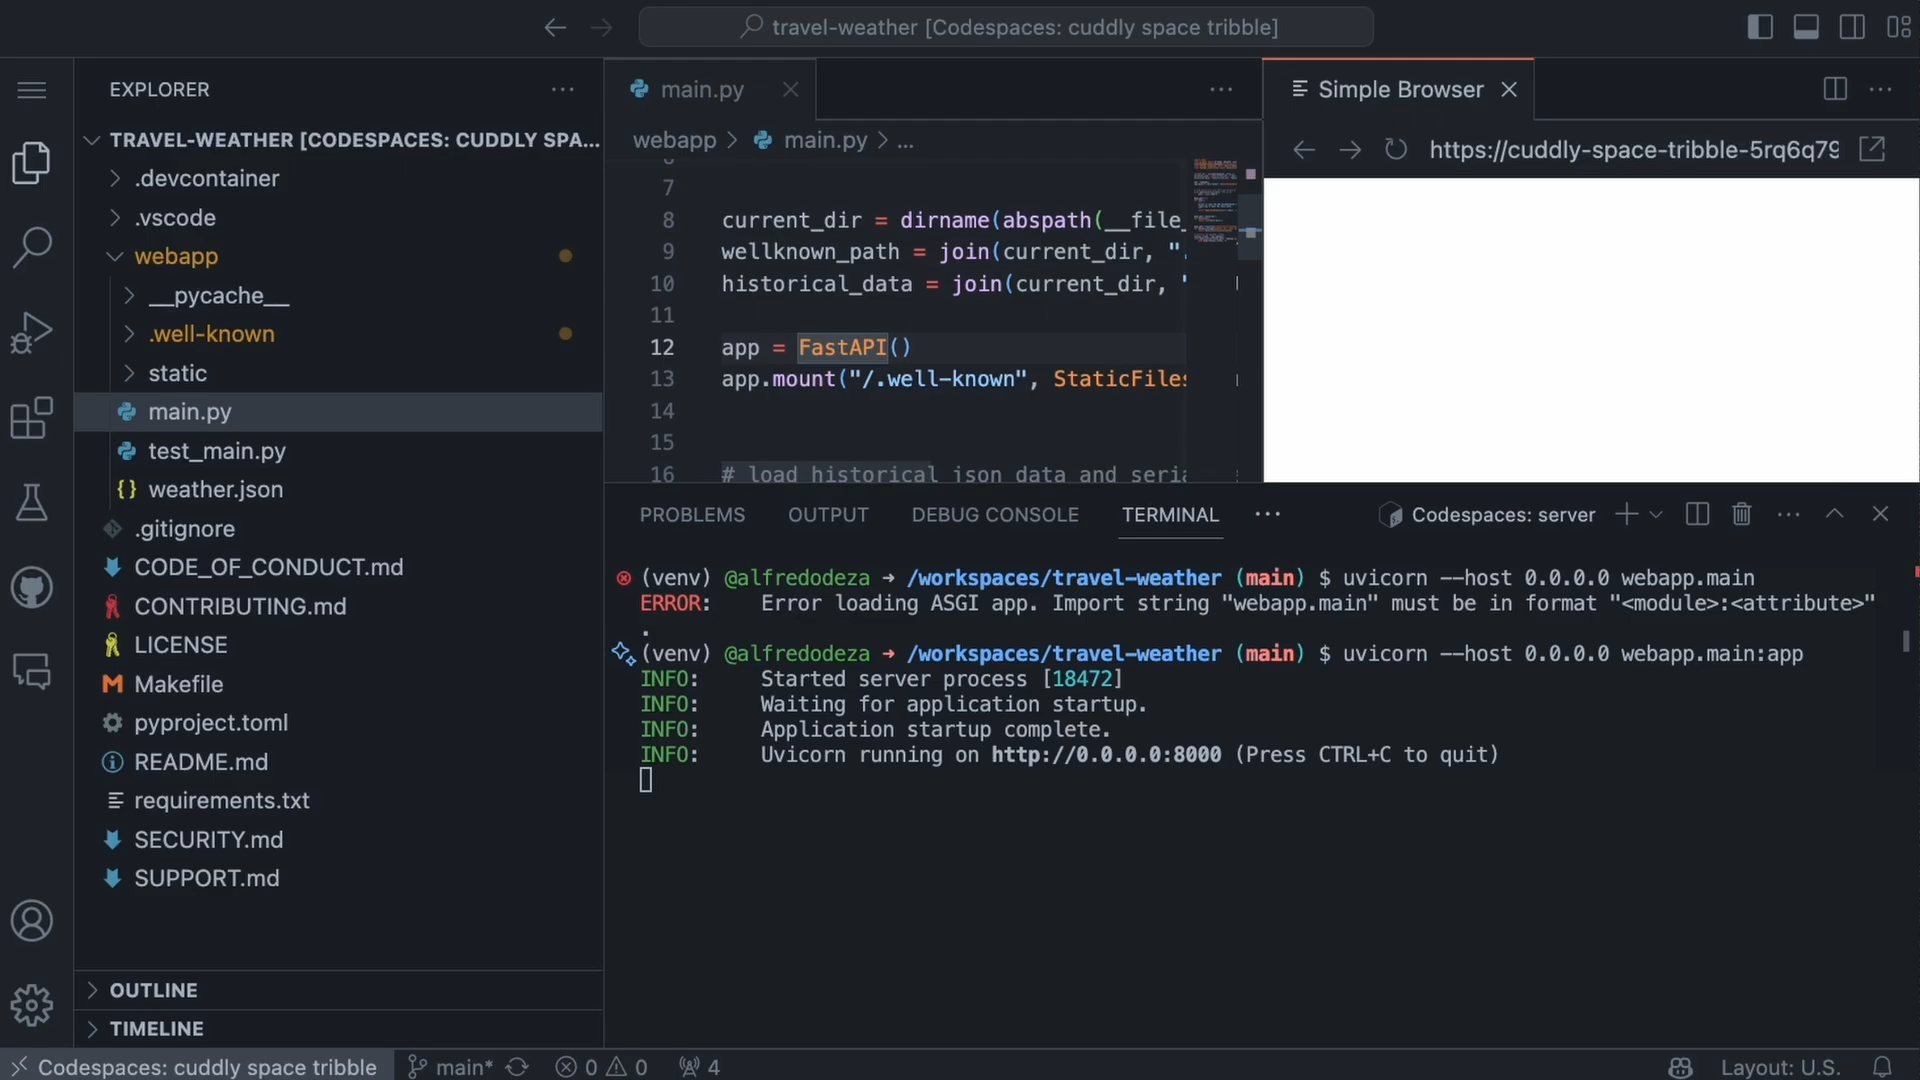 travel-weather [Codespaces: cuddly space tribble]
EXPLORER
TRAVEL-WEATHER [CODESPACES: CUDDLY SPA...
.devcontainer
.vscode
webapp
__pycache__
.well-known
static
main.py
test_main.py
weather.json
.gitignore
CODE_OF_CONDUCT.md
CONTRIBUTING.md
LICENSE
Makefile
pyproject.toml
README.md
requirements.txt
SECURITY.md
SUPPORT.md
OUTLINE
TIMELINE
main.py
webapp > main.py > ...
7
8 current_dir = dirname(abspath(__file_
9 wellknown_path = join(current_dir, ".
10 historical_data = join(current_dir, "
11
12 app = FastAPI()
13 app.mount("/.well-known", StaticFiles
14
15
16 # load historical json data and seria
Simple Browser
https://cuddly-space-tribble-5rq6q79
PROBLEMS OUTPUT DEBUG CONSOLE TERMINAL ... Codespaces: server
(venv) @alfredodeza → /workspaces/travel-weather (main) $ uvicorn --host 0.0.0.0 webapp.main
ERROR: Error loading ASGI app. Import string "webapp.main" must be in format "<module>:<attribute>"
.
(venv) @alfredodeza → /workspaces/travel-weather (main) $ uvicorn --host 0.0.0.0 webapp.main:app
INFO: Started server process [18472]
INFO: Waiting for application startup.
INFO: Application startup complete.
INFO: Uvicorn running on http://0.0.0.0:8000 (Press CTRL+C to quit)
Codespaces: cuddly space tribble main* 0 0 4 Layout: U.S.